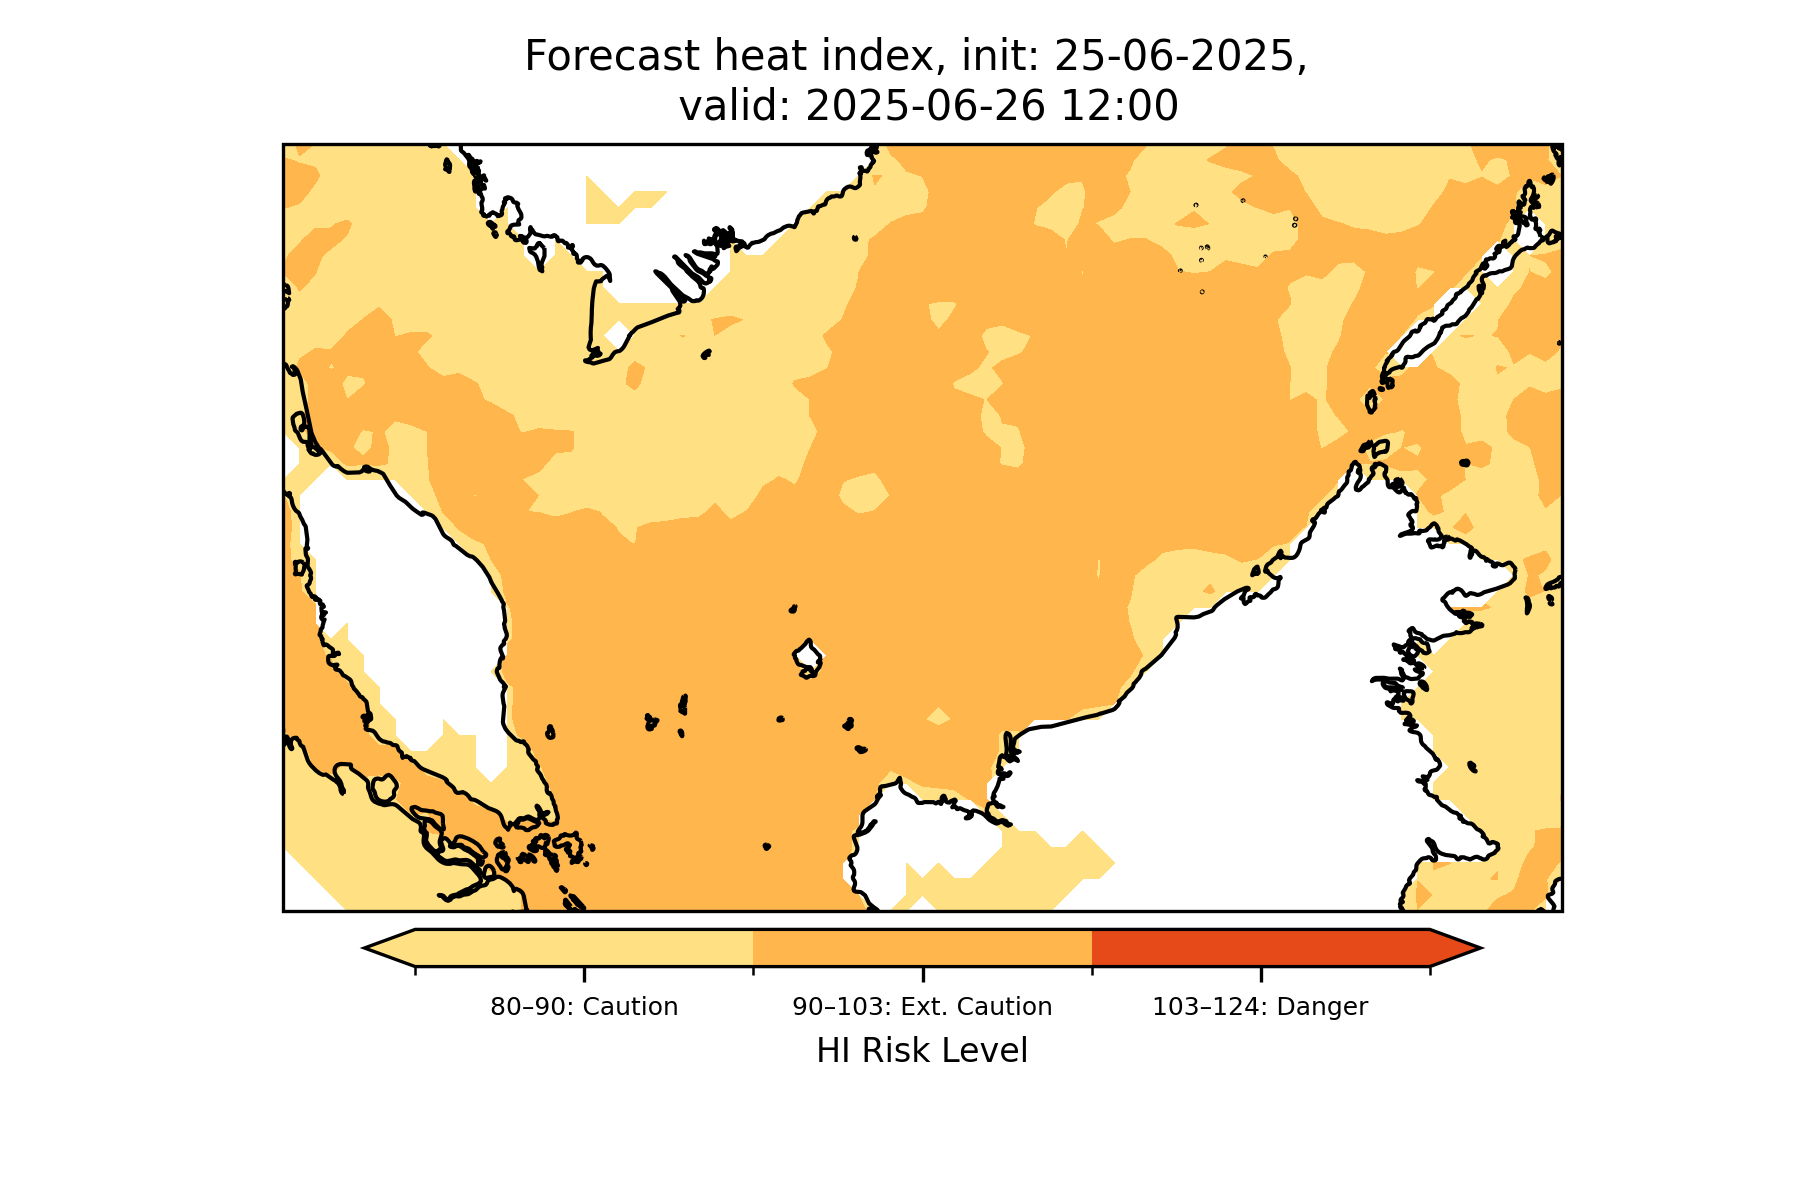 Forecast heat index, init: 25-06-2025,
valid: 2025-06-26 12:00
80–90: Caution
90–103: Ext. Caution
103–124: Danger
HI Risk Level